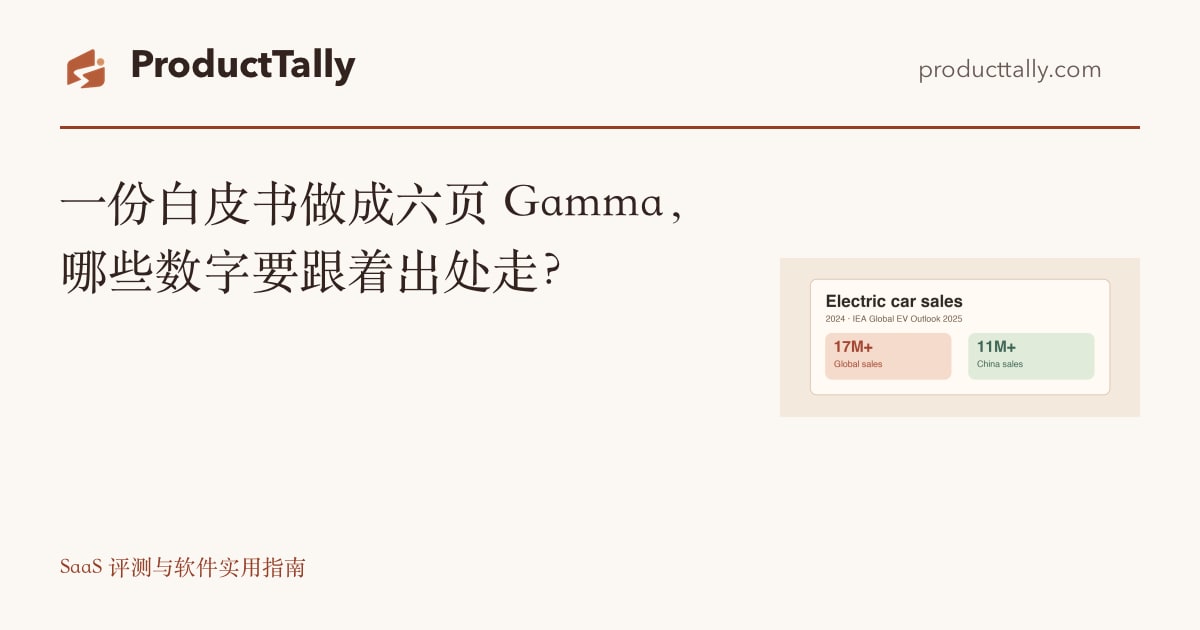 ProductTally
producttally.com
一份白皮书做成六页 Gamma，
哪些数字要跟着出处走？
Electric car sales
2024 · IEA Global EV Outlook 2025
17M+
Global sales
11M+
China sales
SaaS 评测与软件实用指南